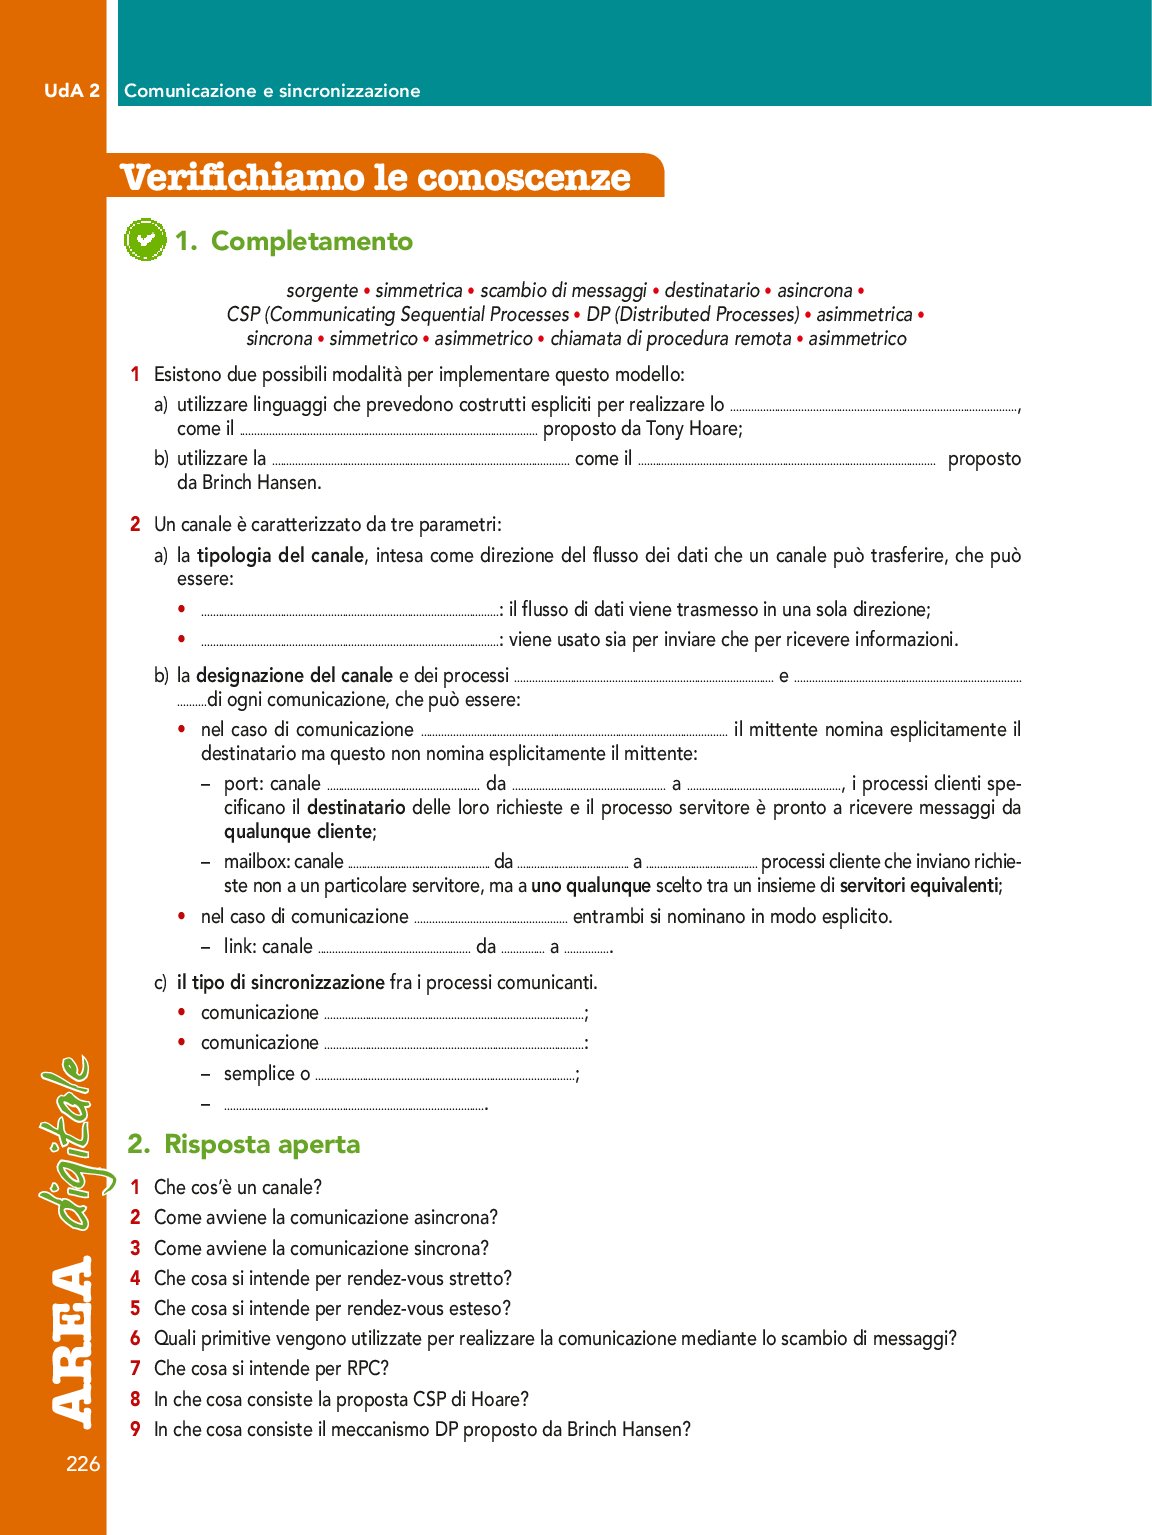 UdA 2 Comunicazione e sincronizzazione
Verifichiamo le conoscenze
1. Completamento
sorgente • simmetrica • scambio di messaggi • destinatario • asincrona •
CSP (Communicating Sequential Processes • DP (Distributed Processes) • asimmetrica •
sincrona • simmetrico • asimmetrico • chiamata di procedura remota • asimmetrico
1 Esistono due possibili modalità per implementare questo modello:
a) utilizzare linguaggi che prevedono costrutti espliciti per realizzare lo ....................,
come il .................... proposto da Tony Hoare;
b) utilizzare la .................... come il .................... proposto
da Brinch Hansen.
2 Un canale è caratterizzato da tre parametri:
a) la tipologia del canale, intesa come direzione del flusso dei dati che un canale può trasferire, che può
essere:
• ....................: il flusso di dati viene trasmesso in una sola direzione;
• ....................: viene usato sia per inviare che per ricevere informazioni.
b) la designazione del canale e dei processi .................... e ....................
..........di ogni comunicazione, che può essere:
• nel caso di comunicazione .................... il mittente nomina esplicitamente il
destinatario ma questo non nomina esplicitamente il mittente:
– port: canale .................... da .................... a ...................., i processi clienti spe-
cificano il destinatario delle loro richieste e il processo servitore è pronto a ricevere messaggi da
qualunque cliente;
– mailbox: canale .................... da .................... a .................... processi cliente che inviano richie-
ste non a un particolare servitore, ma a uno qualunque scelto tra un insieme di servitori equivalenti;
• nel caso di comunicazione .................... entrambi si nominano in modo esplicito.
– link: canale .................... da ............... a ................
c) il tipo di sincronizzazione fra i processi comunicanti.
• comunicazione ....................;
• comunicazione ....................:
– semplice o ....................;
– .....................
2. Risposta aperta
1 Che cos'è un canale?
2 Come avviene la comunicazione asincrona?
3 Come avviene la comunicazione sincrona?
4 Che cosa si intende per rendez-vous stretto?
5 Che cosa si intende per rendez-vous esteso?
6 Quali primitive vengono utilizzate per realizzare la comunicazione mediante lo scambio di messaggi?
7 Che cosa si intende per RPC?
8 In che cosa consiste la proposta CSP di Hoare?
9 In che cosa consiste il meccanismo DP proposto da Brinch Hansen?
AREA digitale
226